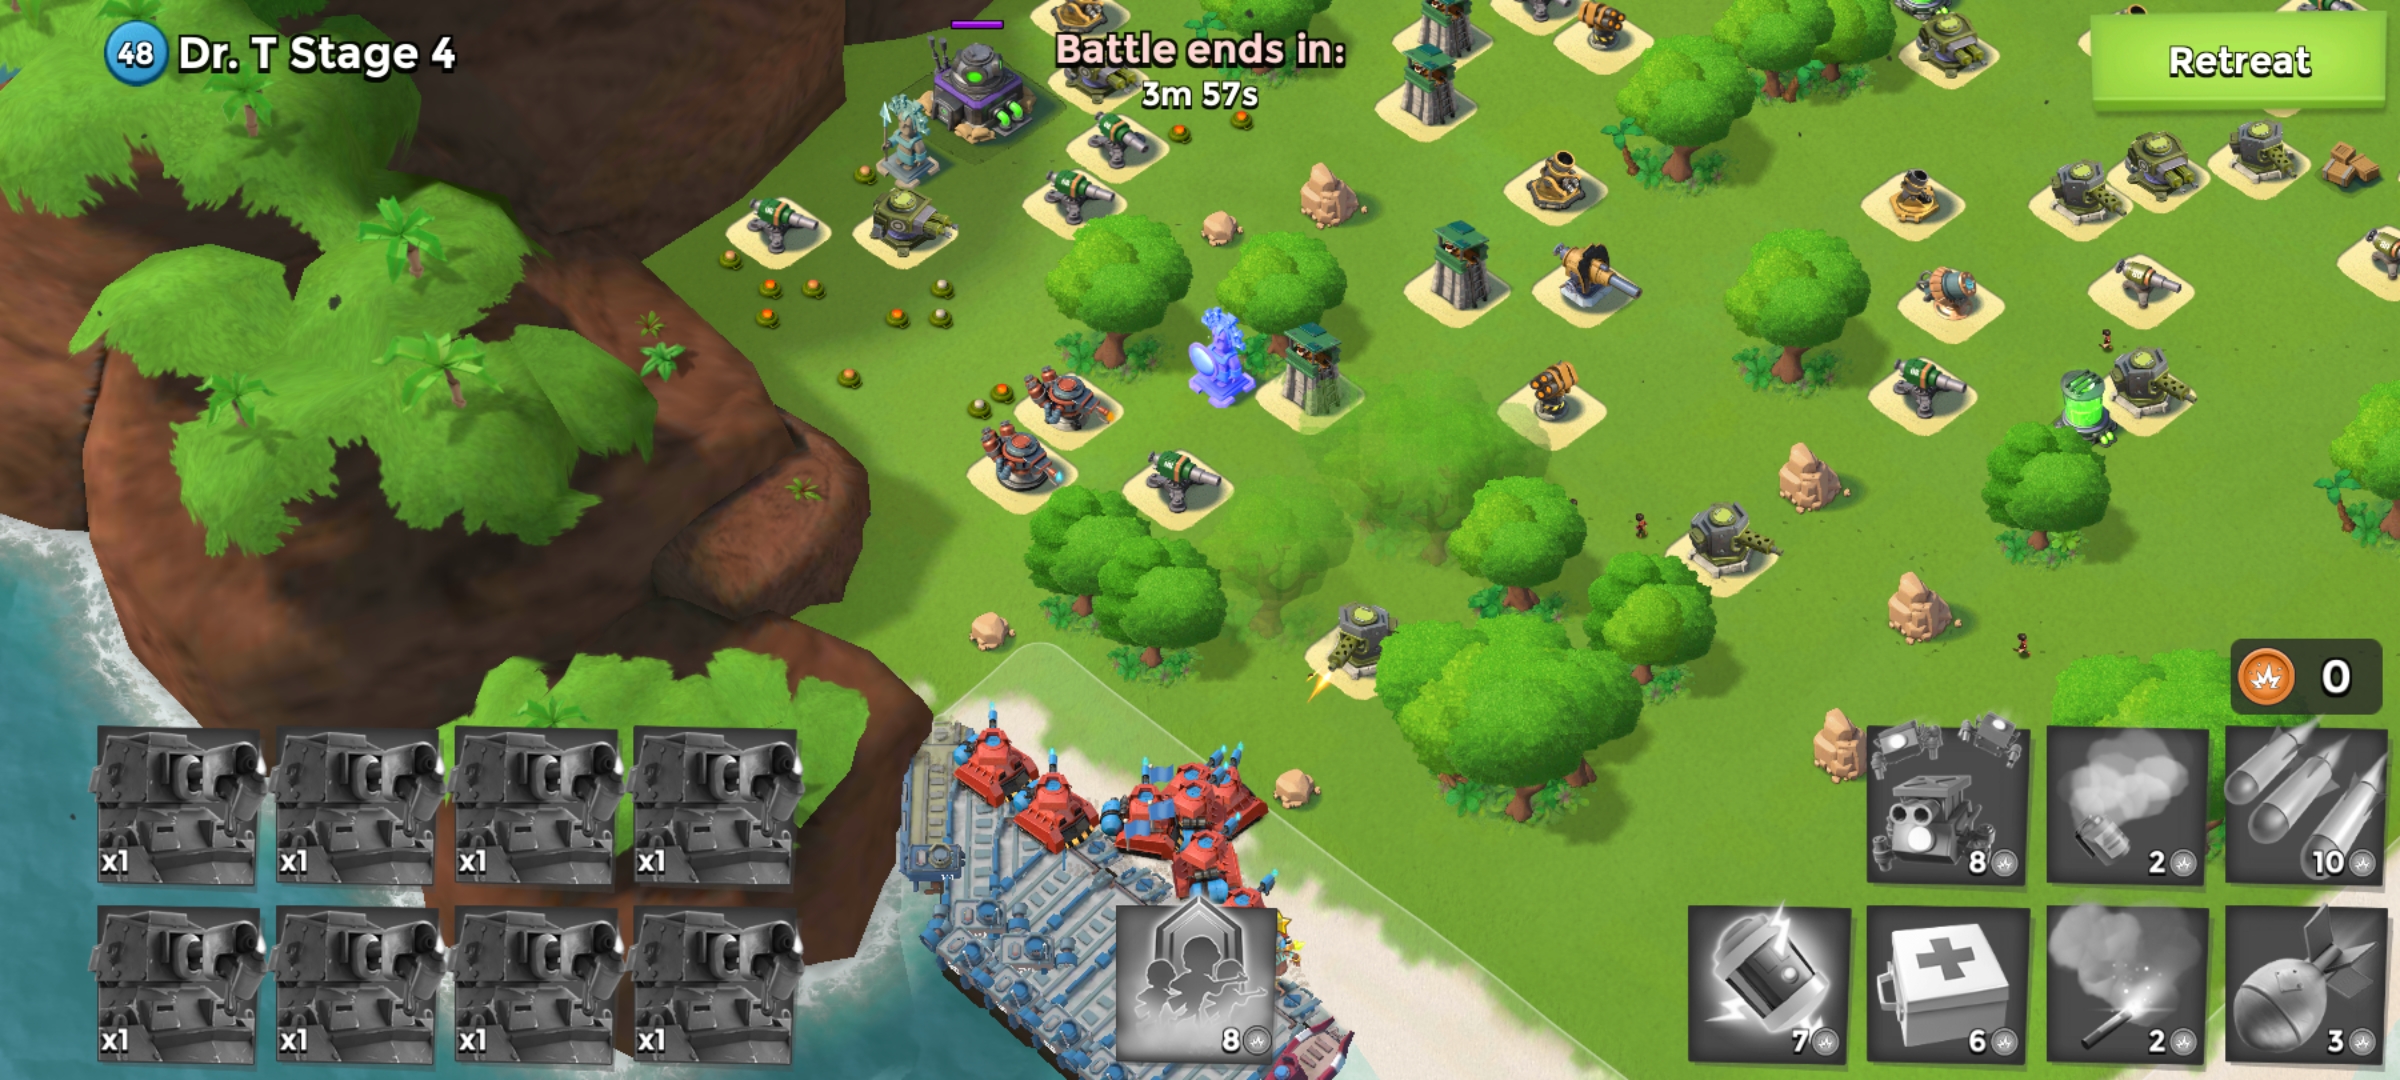 48 Dr. T Stage 4
Battle ends in:
3m 57s
Retreat
0
x1 x1 x1 x1
8 2 10
x1 x1 x1 x1
8
7 6 2 3